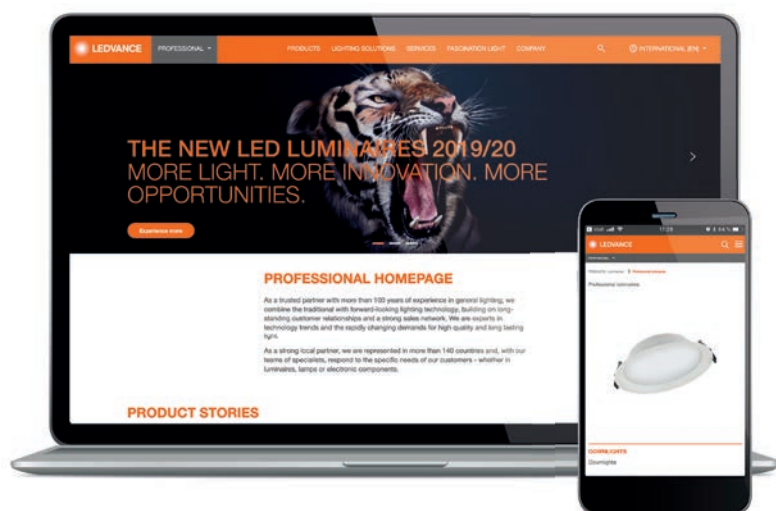 LEDVANCE
PROFESSIONAL
PRODUCTS LIGHTING SOLUTIONS SERVICES FASCINATION LIGHT COMPANY
INTERNATIONAL (EN)
THE NEW LED LUMINAIRES 2019/20
MORE LIGHT. MORE INNOVATION. MORE
OPPORTUNITIES.
Experience more
PROFESSIONAL HOMEPAGE
As a trusted partner with more than 100 years of experience in general lighting, we
combine the traditional with forward-looking lighting technology, building on long-
standing customer relationships and a strong sales network. We are experts in
technology trends and the rapidly changing demands for high quality and long lasting
light.
As a strong local partner, we are represented in more than 140 countries and, with our
teams of specialists, respond to the specific needs of our customers – whether in
luminaires, lamps or electronic components.
PRODUCT STORIES
17:28
64 %
LEDVANCE
Professional luminaires
DOWNLIGHTS
Downlights